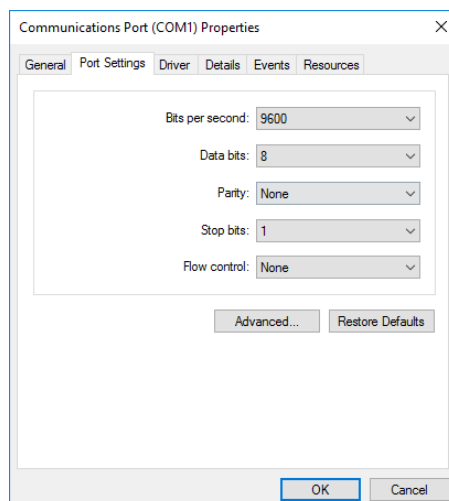 Communications Port (COM1) Properties
General Port Settings Driver Details Events Resources
Bits per second: 9600
Data bits: 8
Parity: None
Stop bits: 1
Flow control: None
Advanced... Restore Defaults
OK Cancel